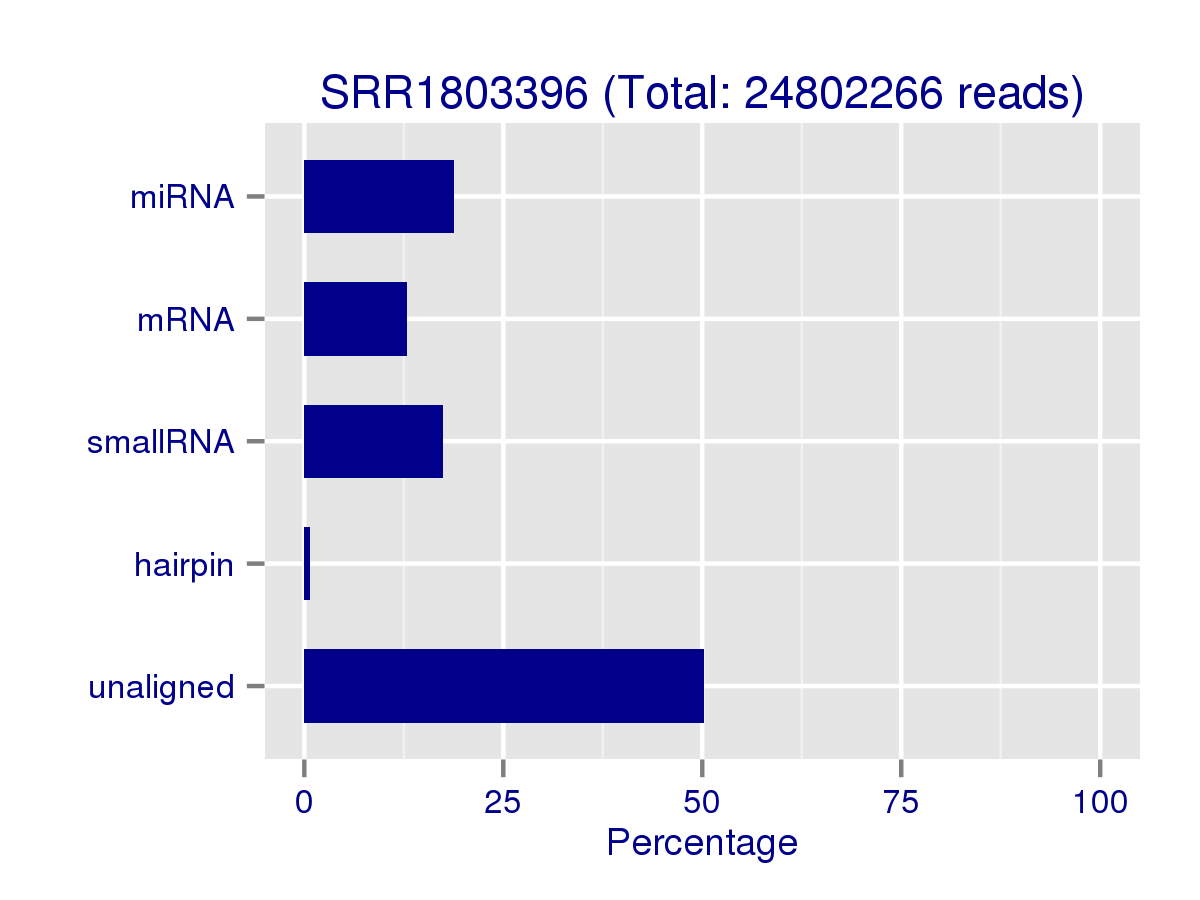 SRR1803396 (Total: 24802266 reads)
miRNA
mRNA
smallRNA
hairpin
unaligned
0 25 50 75 100
Percentage